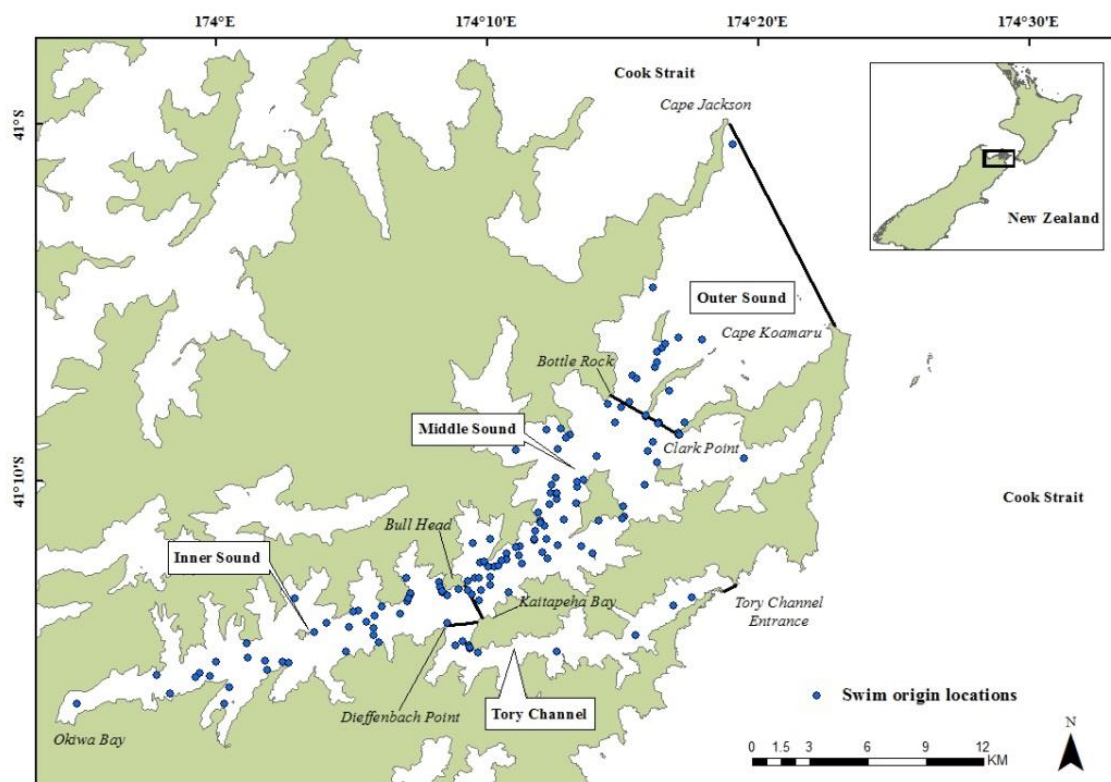 174°E
174°10'E
174°20'E
174°30'E
Cook Strait
Cape Jackson
41°S
New Zealand
Outer Sound
Cape Koamaru
Bottle Rock
Middle Sound
Clark Point
41°10'S
Cook Strait
Bull Head
Inner Sound
Kaitapeha Bay
Tory Channel
Entrance
Swim origin locations
Dieffenbach Point
Tory Channel
Okiwa Bay
N
0 1.5 3 6 9 12
KM